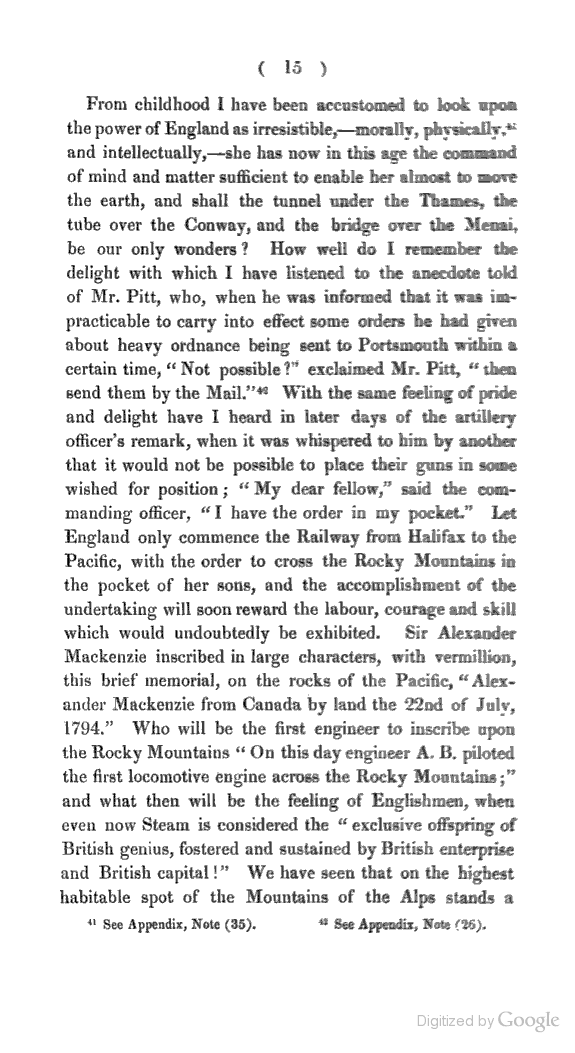 ( 15 )
From childhood I have been accustomed to look upon
the power of England as irresistible,—morally, physically,⁴¹
and intellectually,—she has now in this age the command
of mind and matter sufficient to enable her almost to move
the earth, and shall the tunnel under the Thames, the
tube over the Conway, and the bridge over the Menai,
be our only wonders? How well do I remember the
delight with which I have listened to the anecdote told
of Mr. Pitt, who, when he was informed that it was im-
practicable to carry into effect some orders he had given
about heavy ordnance being sent to Portsmouth within a
certain time, “Not possible?” exclaimed Mr. Pitt, “then
send them by the Mail.”⁴² With the same feeling of pride
and delight have I heard in later days of the artillery
officer’s remark, when it was whispered to him by another
that it would not be possible to place their guns in some
wished for position; “My dear fellow,” said the com-
manding officer, “I have the order in my pocket.” Let
England only commence the Railway from Halifax to the
Pacific, with the order to cross the Rocky Mountains in
the pocket of her sons, and the accomplishment of the
undertaking will soon reward the labour, courage and skill
which would undoubtedly be exhibited. Sir Alexander
Mackenzie inscribed in large characters, with vermillion,
this brief memorial, on the rocks of the Pacific, “Alex-
ander Mackenzie from Canada by land the 22nd of July,
1794.” Who will be the first engineer to inscribe upon
the Rocky Mountains “On this day engineer A. B. piloted
the first locomotive engine across the Rocky Mountains;”
and what then will be the feeling of Englishmen, when
even now Steam is considered the “exclusive offspring of
British genius, fostered and sustained by British enterprise
and British capital!” We have seen that on the highest
habitable spot of the Mountains of the Alps stands a
⁴¹ See Appendix, Note (35). ⁴² See Appendix, Note (26).
Digitized by Google